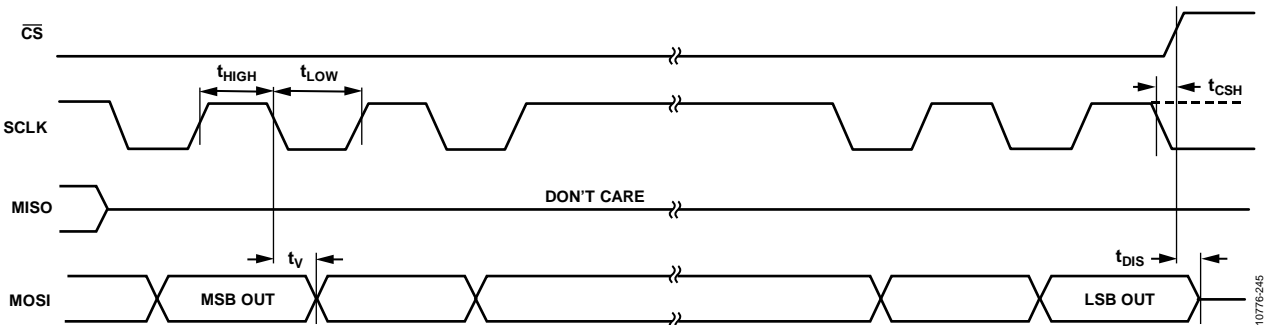 CS
tHIGH
tLOW
tCSH
SCLK
MISO
DON'T CARE
tV
tDIS
MOSI
MSB OUT
LSB OUT
10776-245